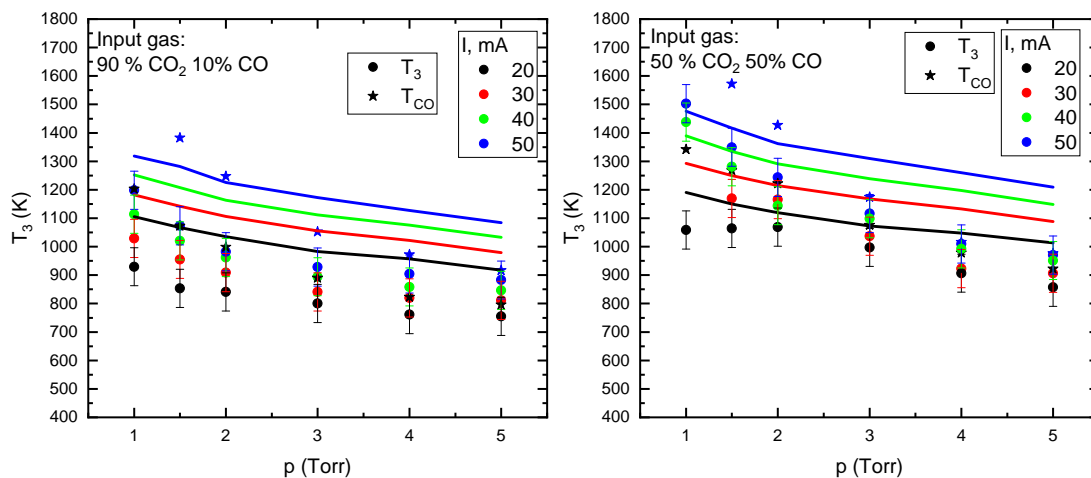 Input gas:
90 % CO₂ 10% CO
T₃
T_CO
I, mA
20
30
40
50
1800
1700
1600
1500
1400
1300
1200
1100
1000
900
800
700
600
500
400
T₃ (K)
1 2 3 4 5
p (Torr)
Input gas:
50 % CO₂ 50% CO
T₃
T_CO
I, mA
20
30
40
50
1800
1700
1600
1500
1400
1300
1200
1100
1000
900
800
700
600
500
400
T₃ (K)
1 2 3 4 5
p (Torr)